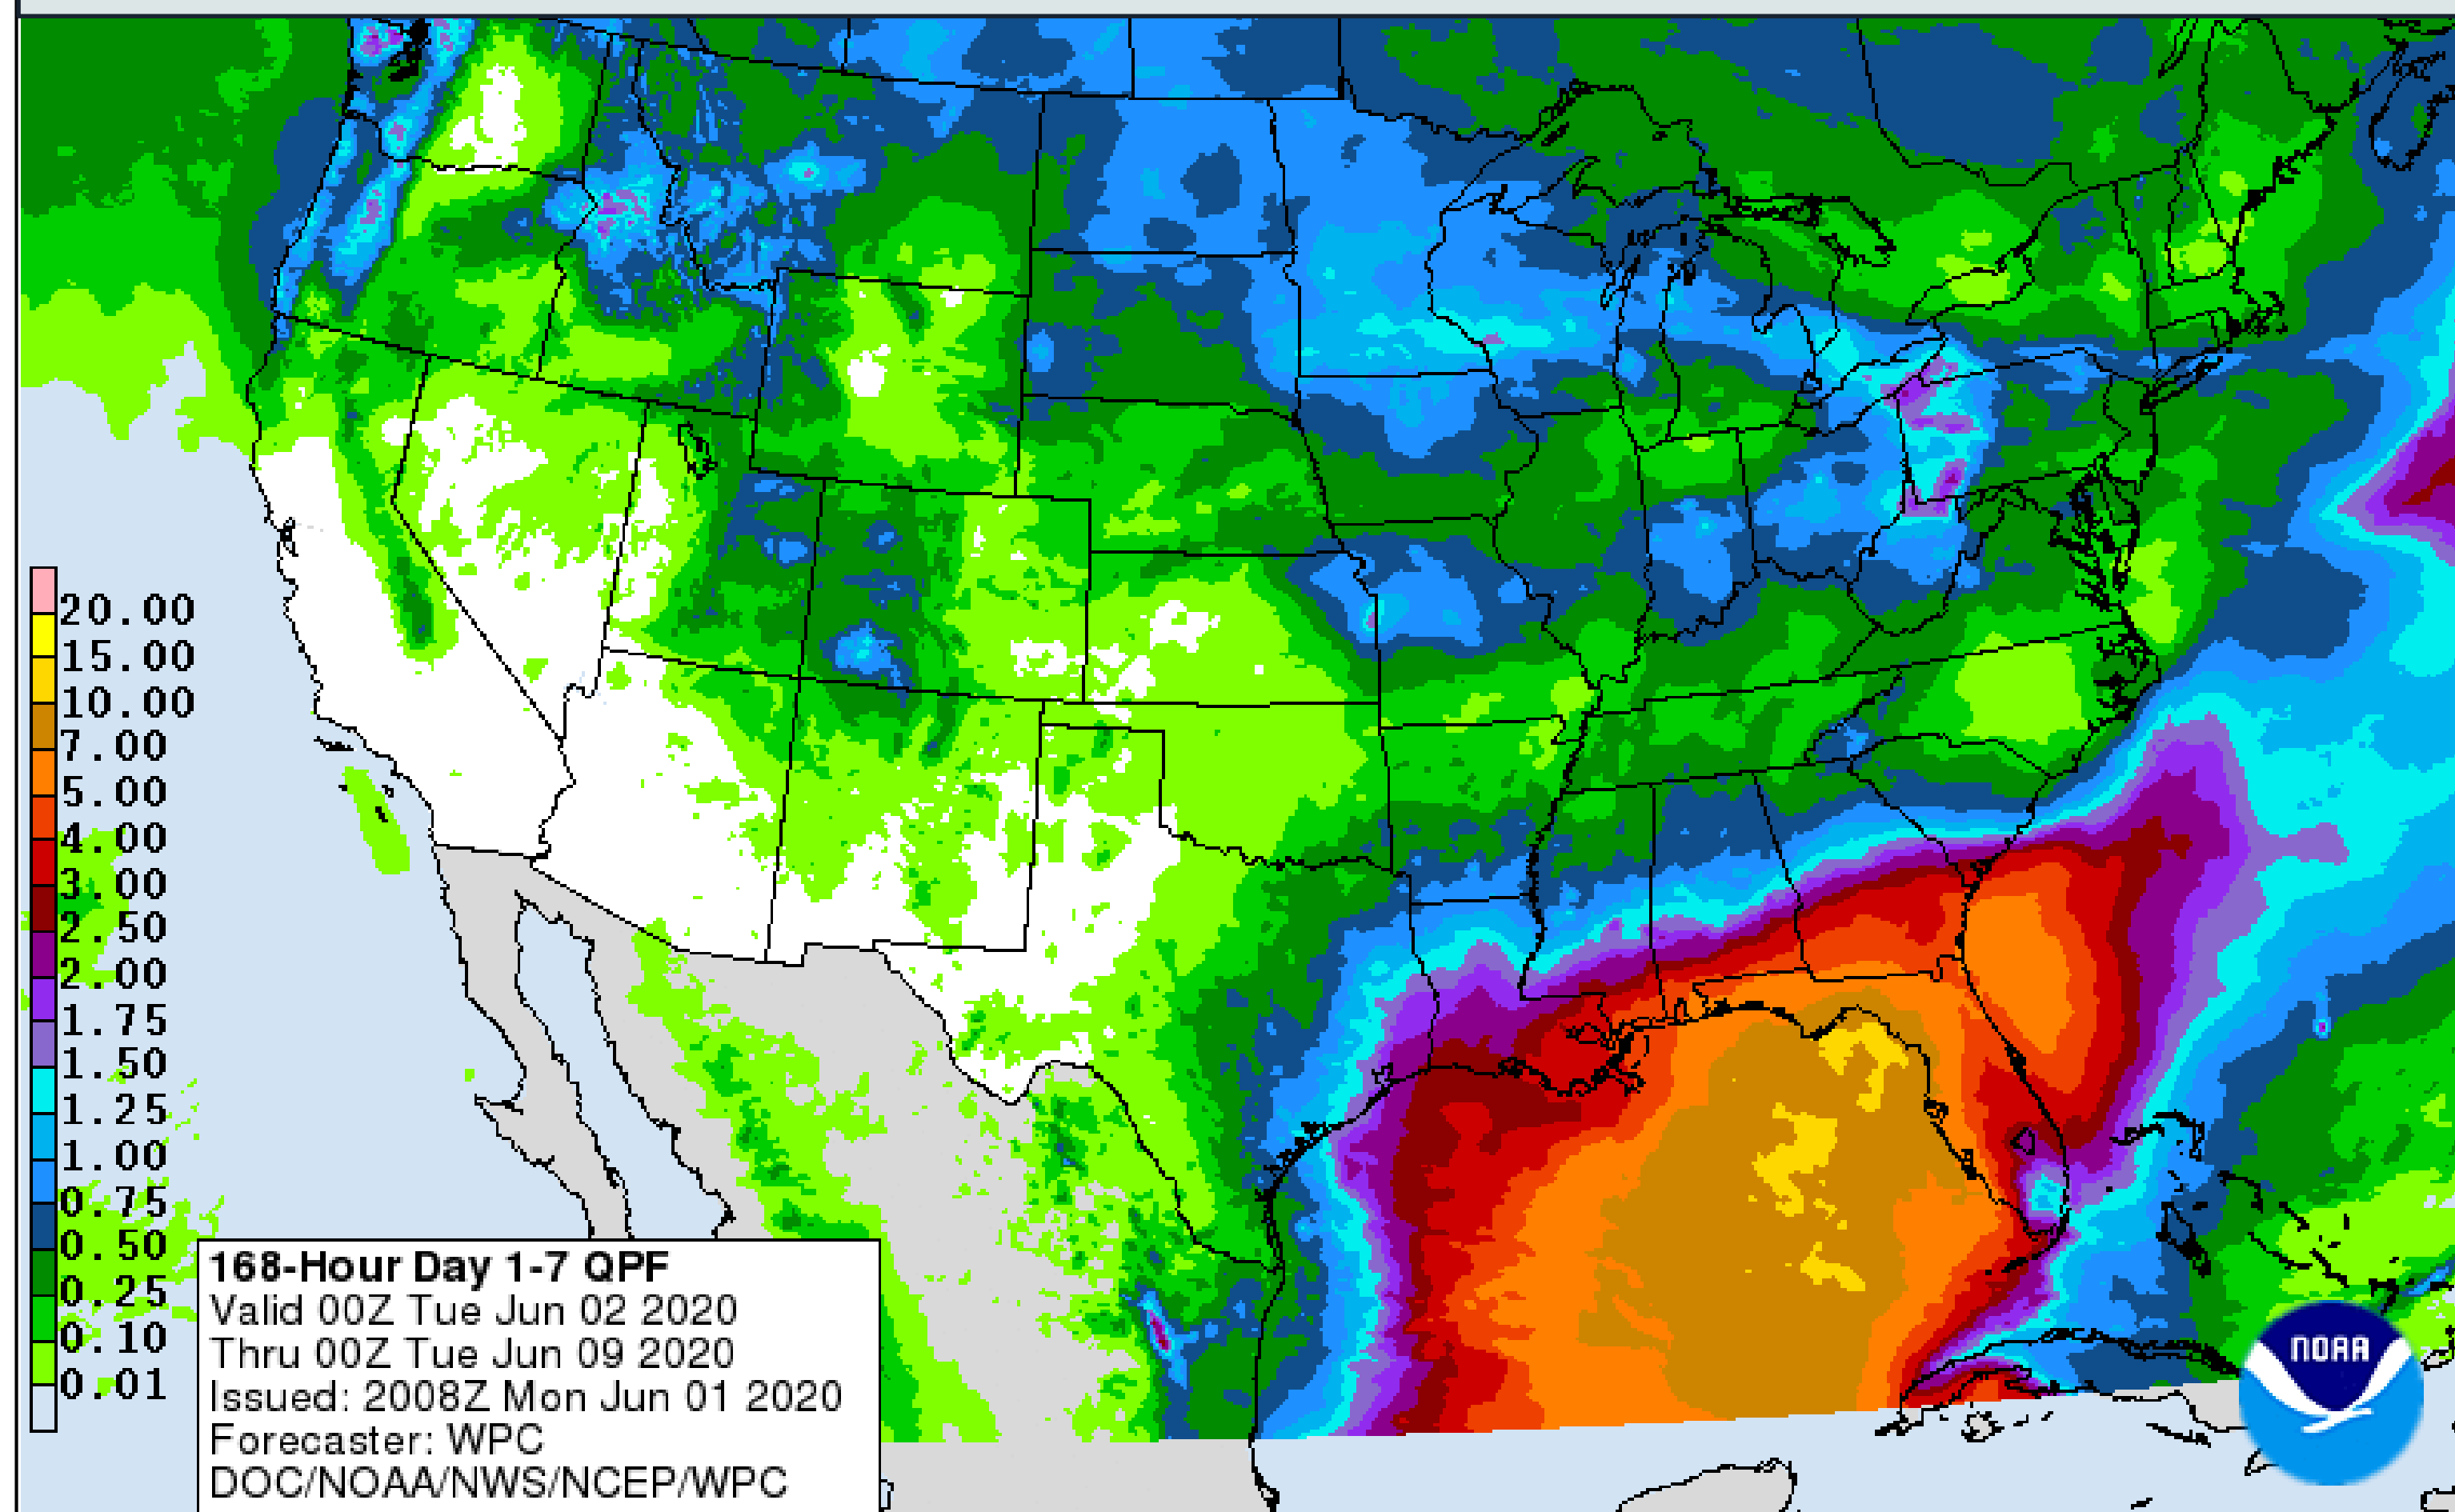 20.00
15.00
10.00
7.00
5.00
4.00
3.00
2.50
2.00
1.75
1.50
1.25
1.00
0.75
0.50
0.25
0.10
0.01
168-Hour Day 1-7 QPF
Valid 00Z Tue Jun 02 2020
Thru 00Z Tue Jun 09 2020
Issued: 2008Z Mon Jun 01 2020
Forecaster: WPC
DOC/NOAA/NWS/NCEP/WPC
NOAA